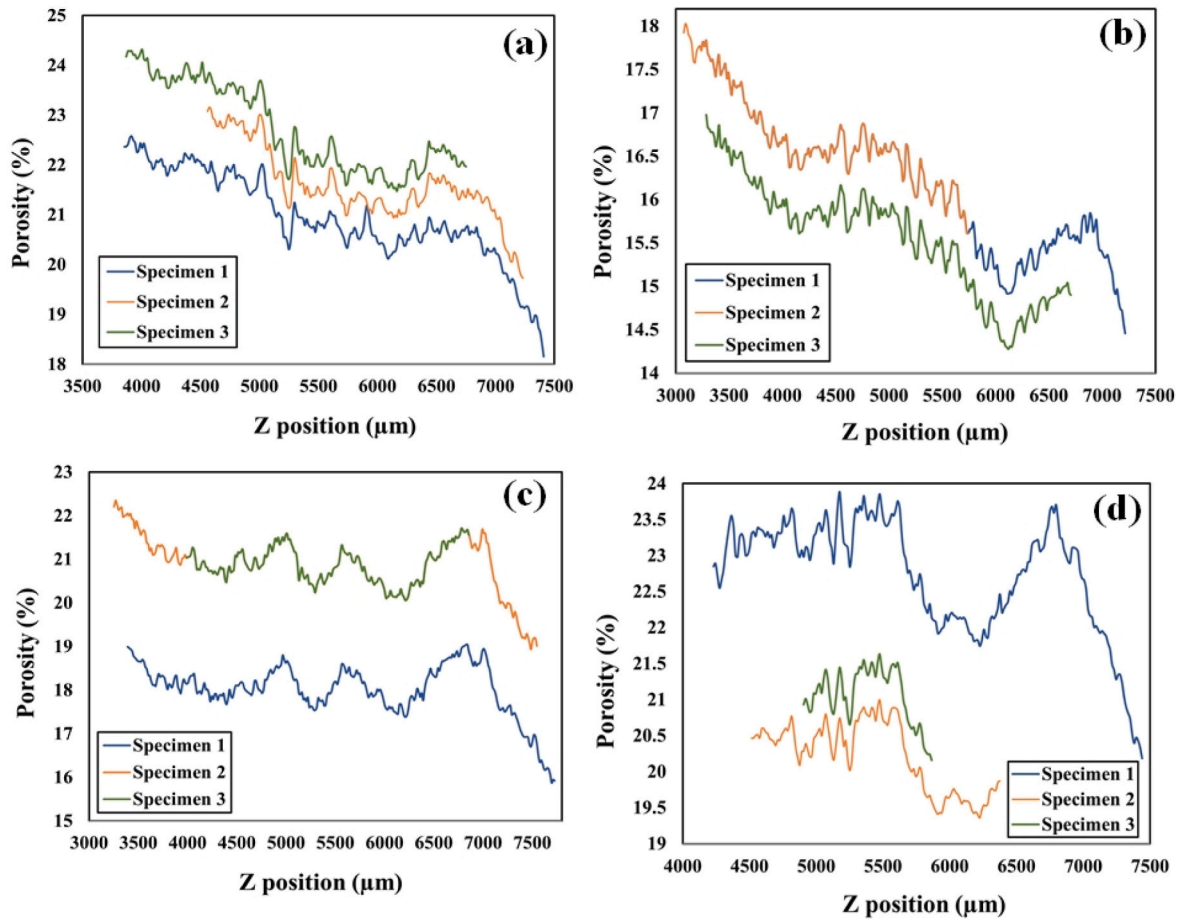 (a)
25
24
23
22
21
20
19
18
Porosity (%)
Specimen 1
Specimen 2
Specimen 3
3500 4000 4500 5000 5500 6000 6500 7000 7500
Z position (µm)
(b)
18
17.5
17
16.5
16
15.5
15
14.5
14
Porosity (%)
Specimen 1
Specimen 2
Specimen 3
3000 3500 4000 4500 5000 5500 6000 6500 7000 7500
Z position (µm)
(c)
23
22
21
20
19
18
17
16
15
Porosity (%)
Specimen 1
Specimen 2
Specimen 3
3000 3500 4000 4500 5000 5500 6000 6500 7000 7500
Z position (µm)
(d)
24
23.5
23
22.5
22
21.5
21
20.5
20
19.5
19
Porosity (%)
Specimen 1
Specimen 2
Specimen 3
4000 4500 5000 5500 6000 6500 7000 7500
Z position (µm)